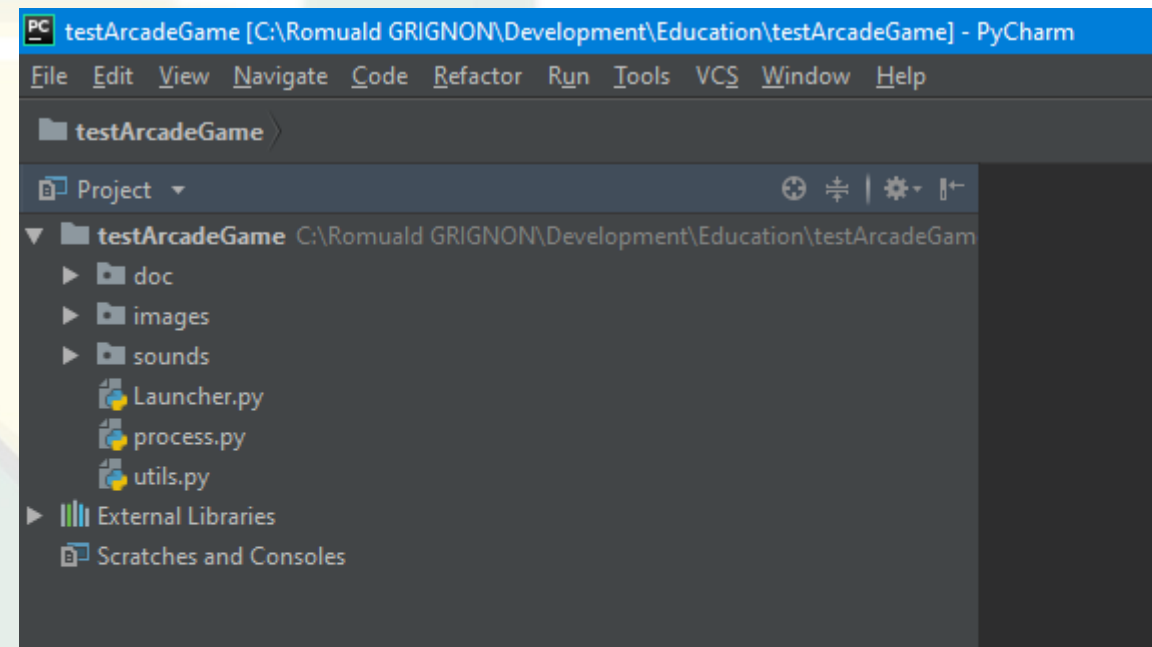 PC testArcadeGame [C:\Romuald GRIGNON\Development\Education\testArcadeGame] - PyCharm
File Edit View Navigate Code Refactor Run Tools VCS Window Help
testArcadeGame
Project
testArcadeGame C:\Romuald GRIGNON\Development\Education\testArcadeGam
doc
images
sounds
Launcher.py
process.py
utils.py
External Libraries
Scratches and Consoles